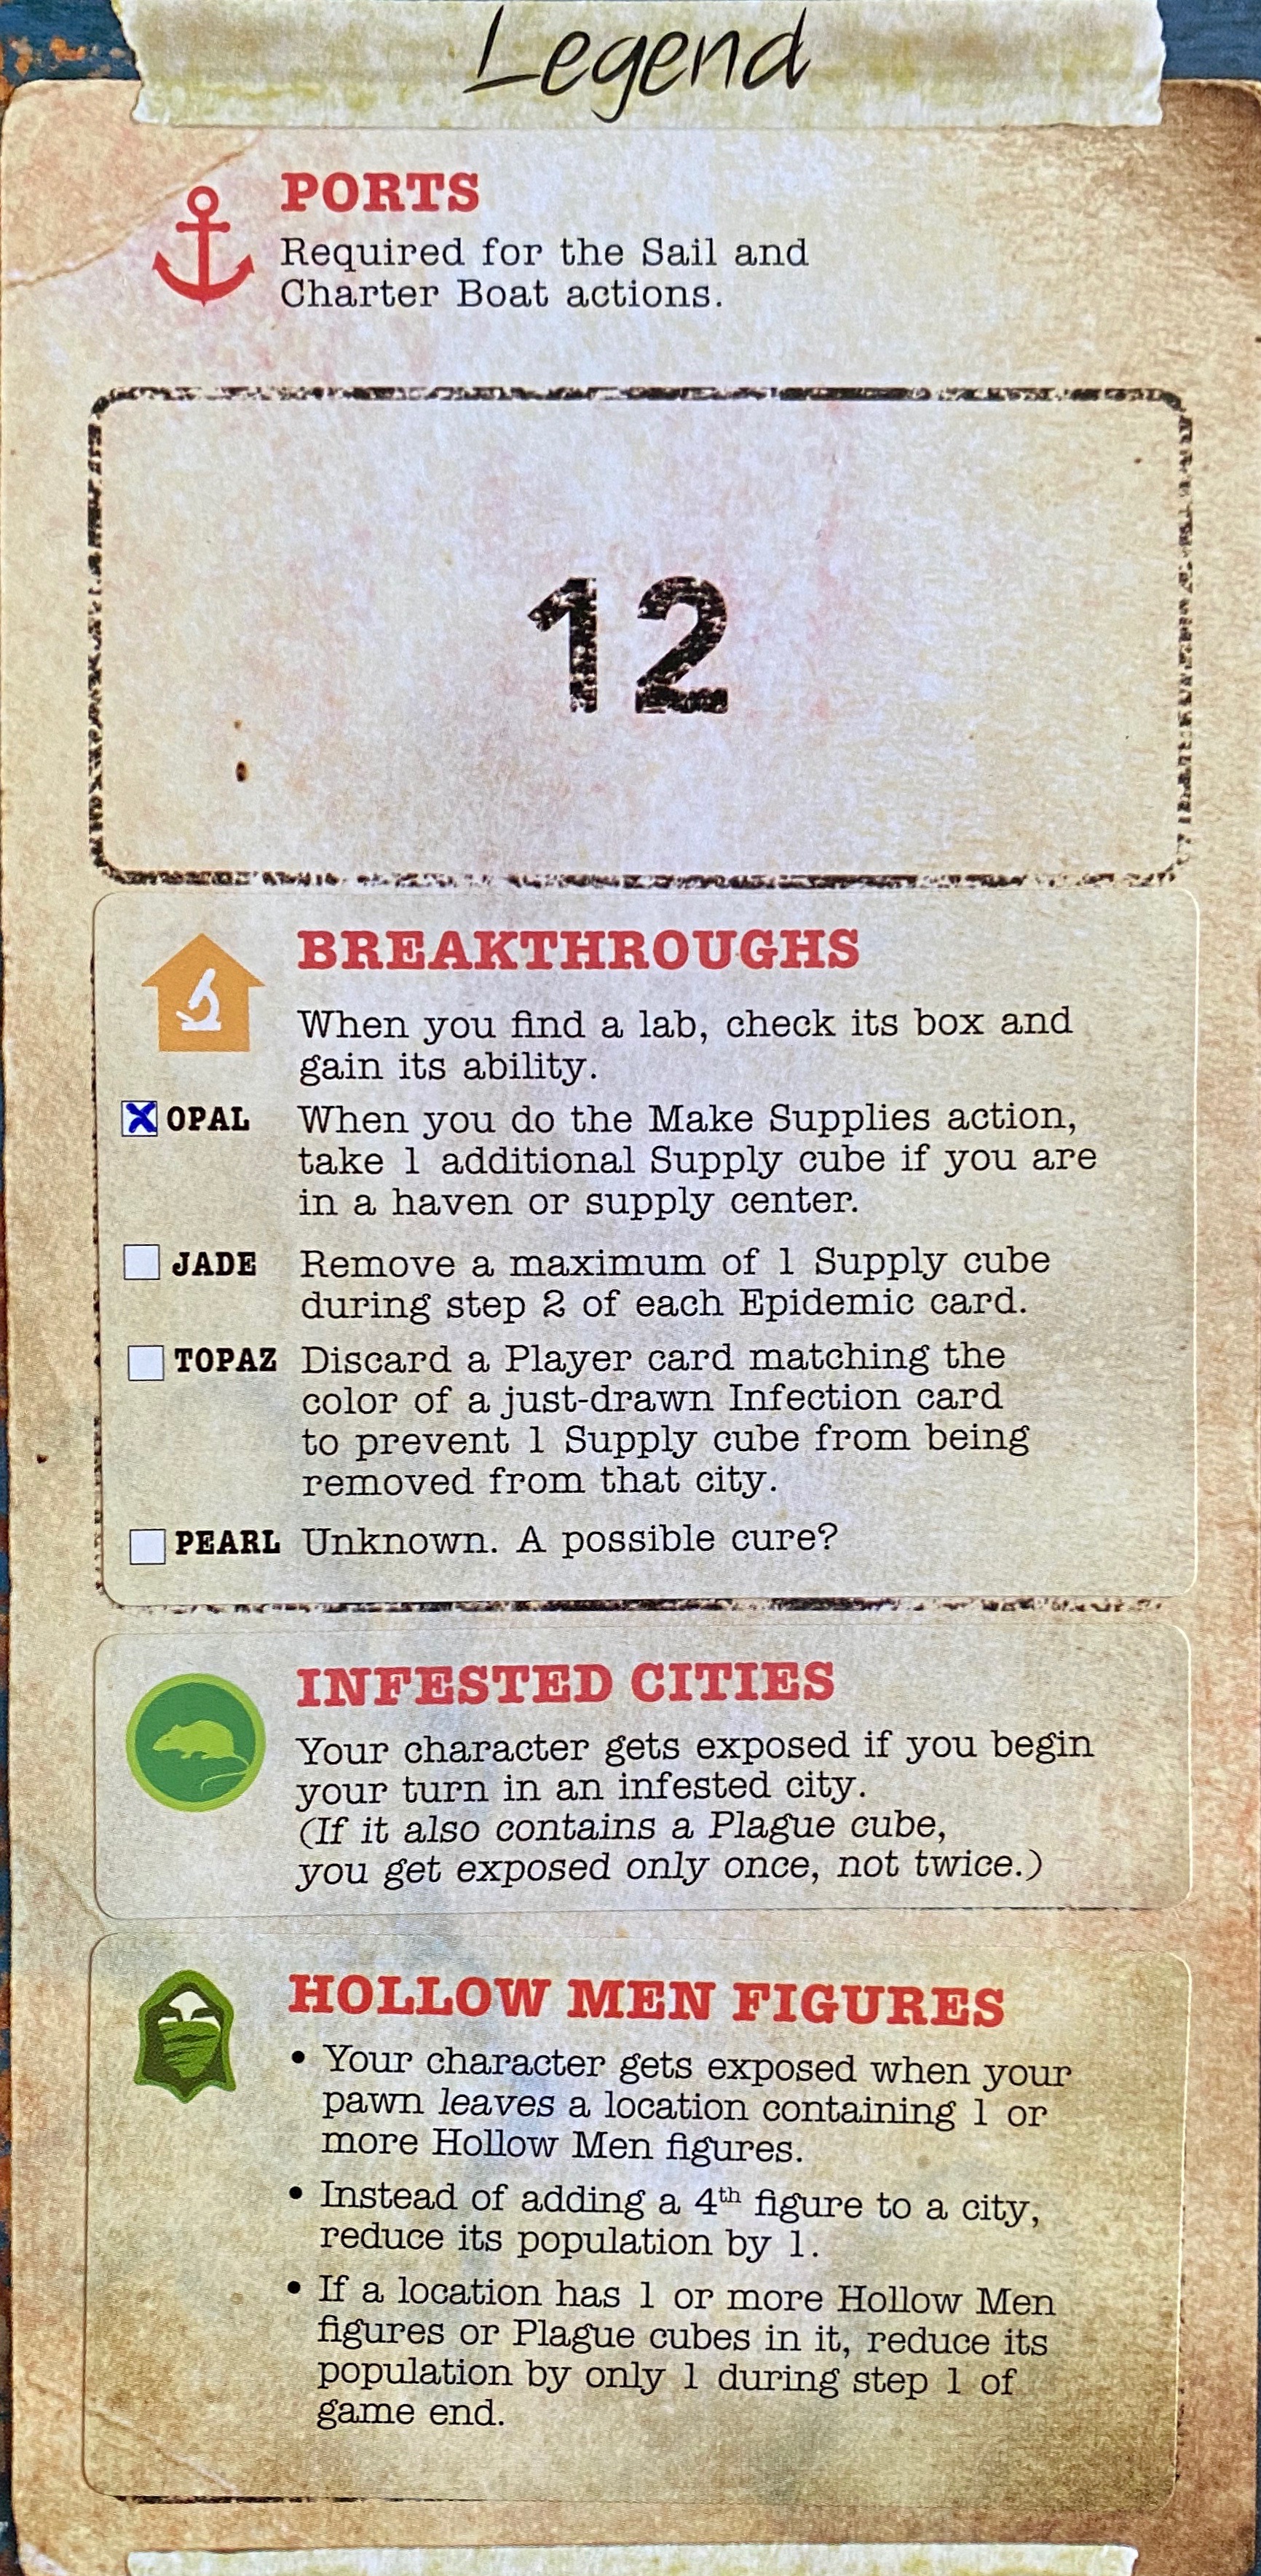 Legend
PORTS
Required for the Sail and
Charter Boat actions.
12
BREAKTHROUGHS
When you find a lab, check its box and
gain its ability.
OPAL When you do the Make Supplies action,
take 1 additional Supply cube if you are
in a haven or supply center.
JADE Remove a maximum of 1 Supply cube
during step 2 of each Epidemic card.
TOPAZ Discard a Player card matching the
color of a just-drawn Infection card
to prevent 1 Supply cube from being
removed from that city.
PEARL Unknown. A possible cure?
INFESTED CITIES
Your character gets exposed if you begin
your turn in an infested city.
(If it also contains a Plague cube,
you get exposed only once, not twice.)
HOLLOW MEN FIGURES
• Your character gets exposed when your
pawn leaves a location containing 1 or
more Hollow Men figures.
• Instead of adding a 4th figure to a city,
reduce its population by 1.
• If a location has 1 or more Hollow Men
figures or Plague cubes in it, reduce its
population by only 1 during step 1 of
game end.